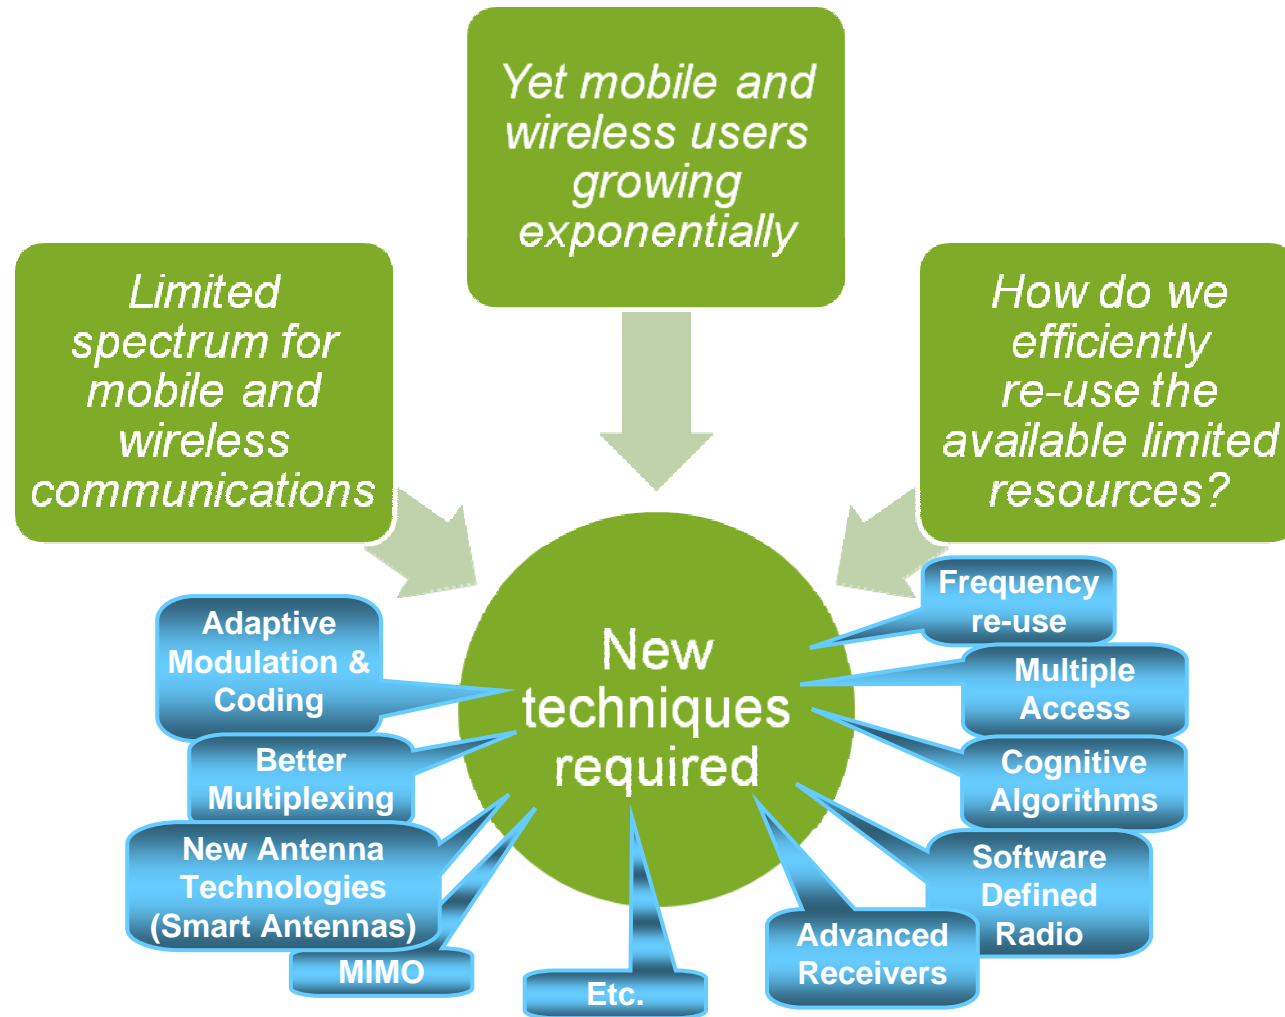 Yet mobile and
wireless users
growing
exponentially
Limited
spectrum for
mobile and
wireless
communications
How do we
efficiently
re-use the
available limited
resources?
New
techniques
required
Adaptive
Modulation &
Coding
Better
Multiplexing
New Antenna
Technologies
(Smart Antennas)
MIMO
Etc.
Advanced
Receivers
Software
Defined
Radio
Cognitive
Algorithms
Multiple
Access
Frequency
re-use